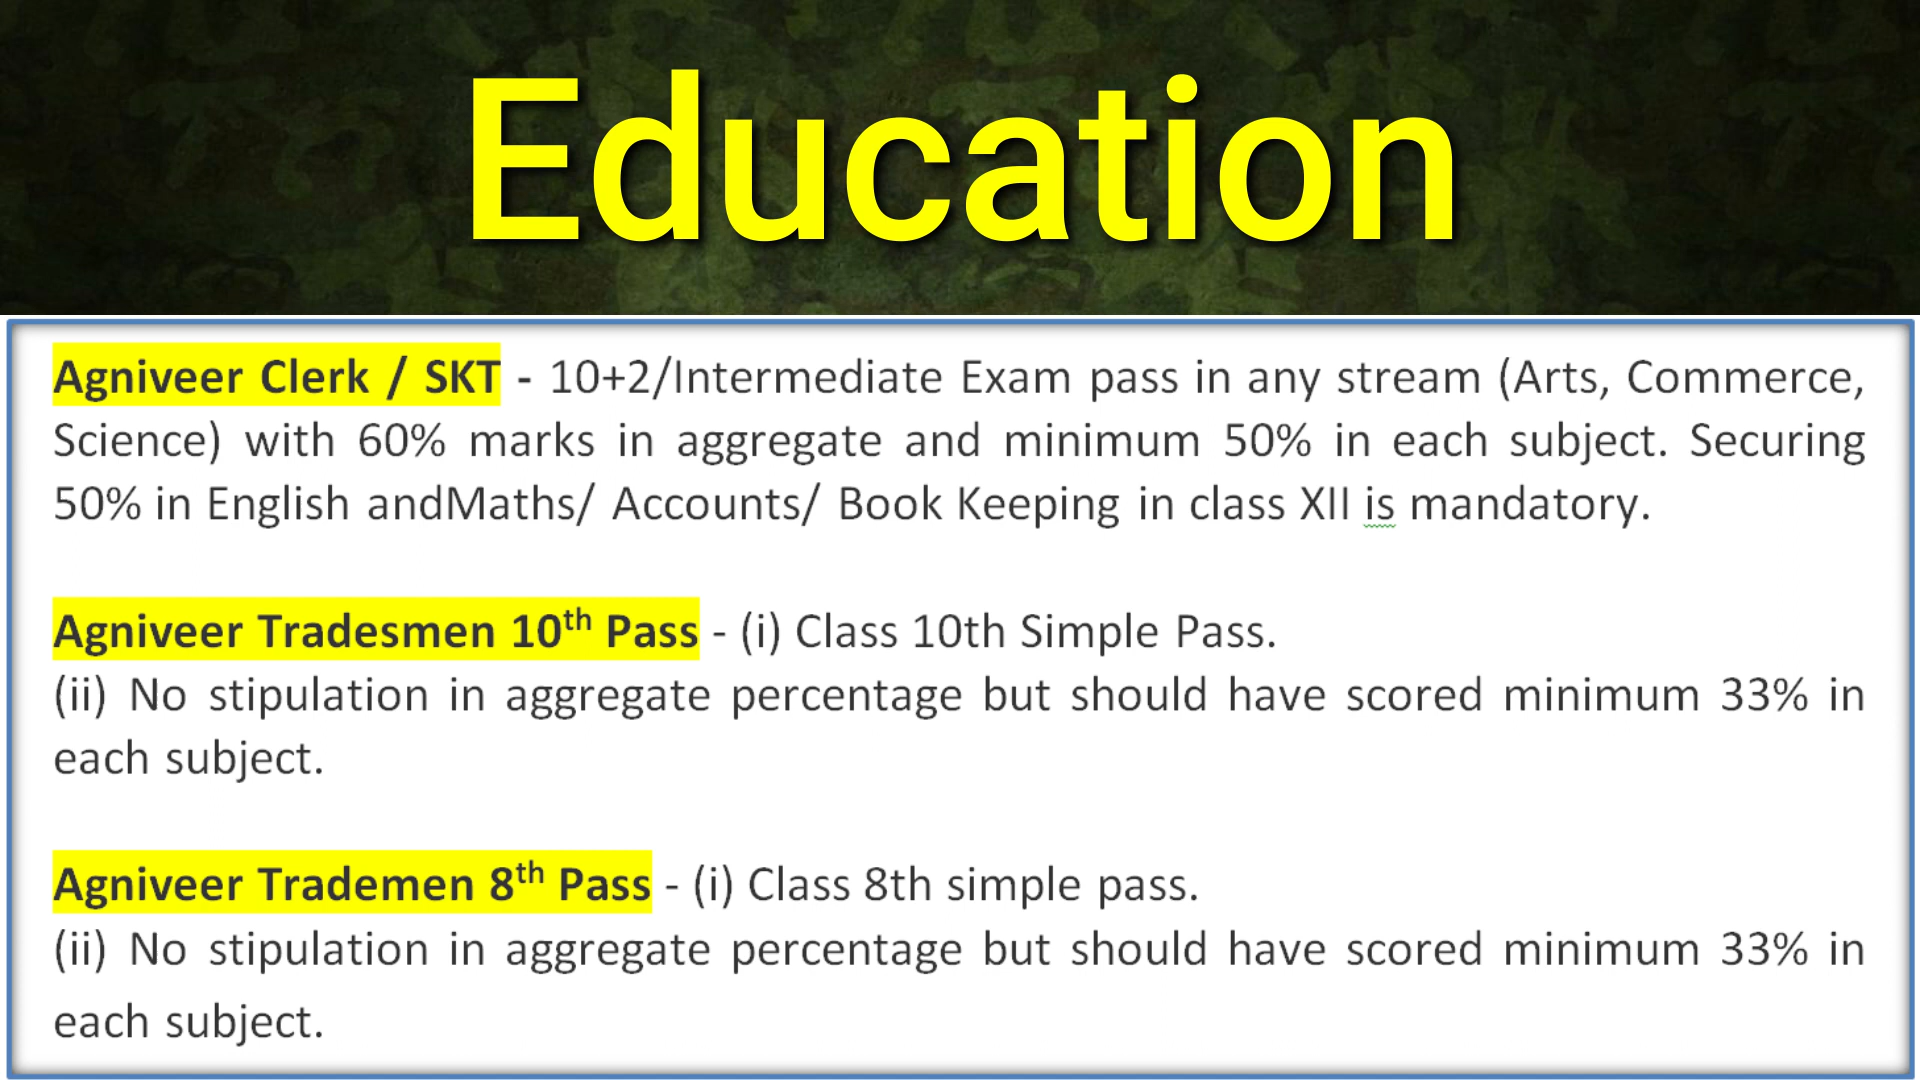 Education
Agniveer Clerk / SKT - 10+2/Intermediate Exam pass in any stream (Arts, Commerce,
Science) with 60% marks in aggregate and minimum 50% in each subject. Securing
50% in English andMaths/ Accounts/ Book Keeping in class XII is mandatory.
Agniveer Tradesmen 10th Pass - (i) Class 10th Simple Pass.
(ii) No stipulation in aggregate percentage but should have scored minimum 33% in
each subject.
Agniveer Trademen 8th Pass - (i) Class 8th simple pass.
(ii) No stipulation in aggregate percentage but should have scored minimum 33% in
each subject.